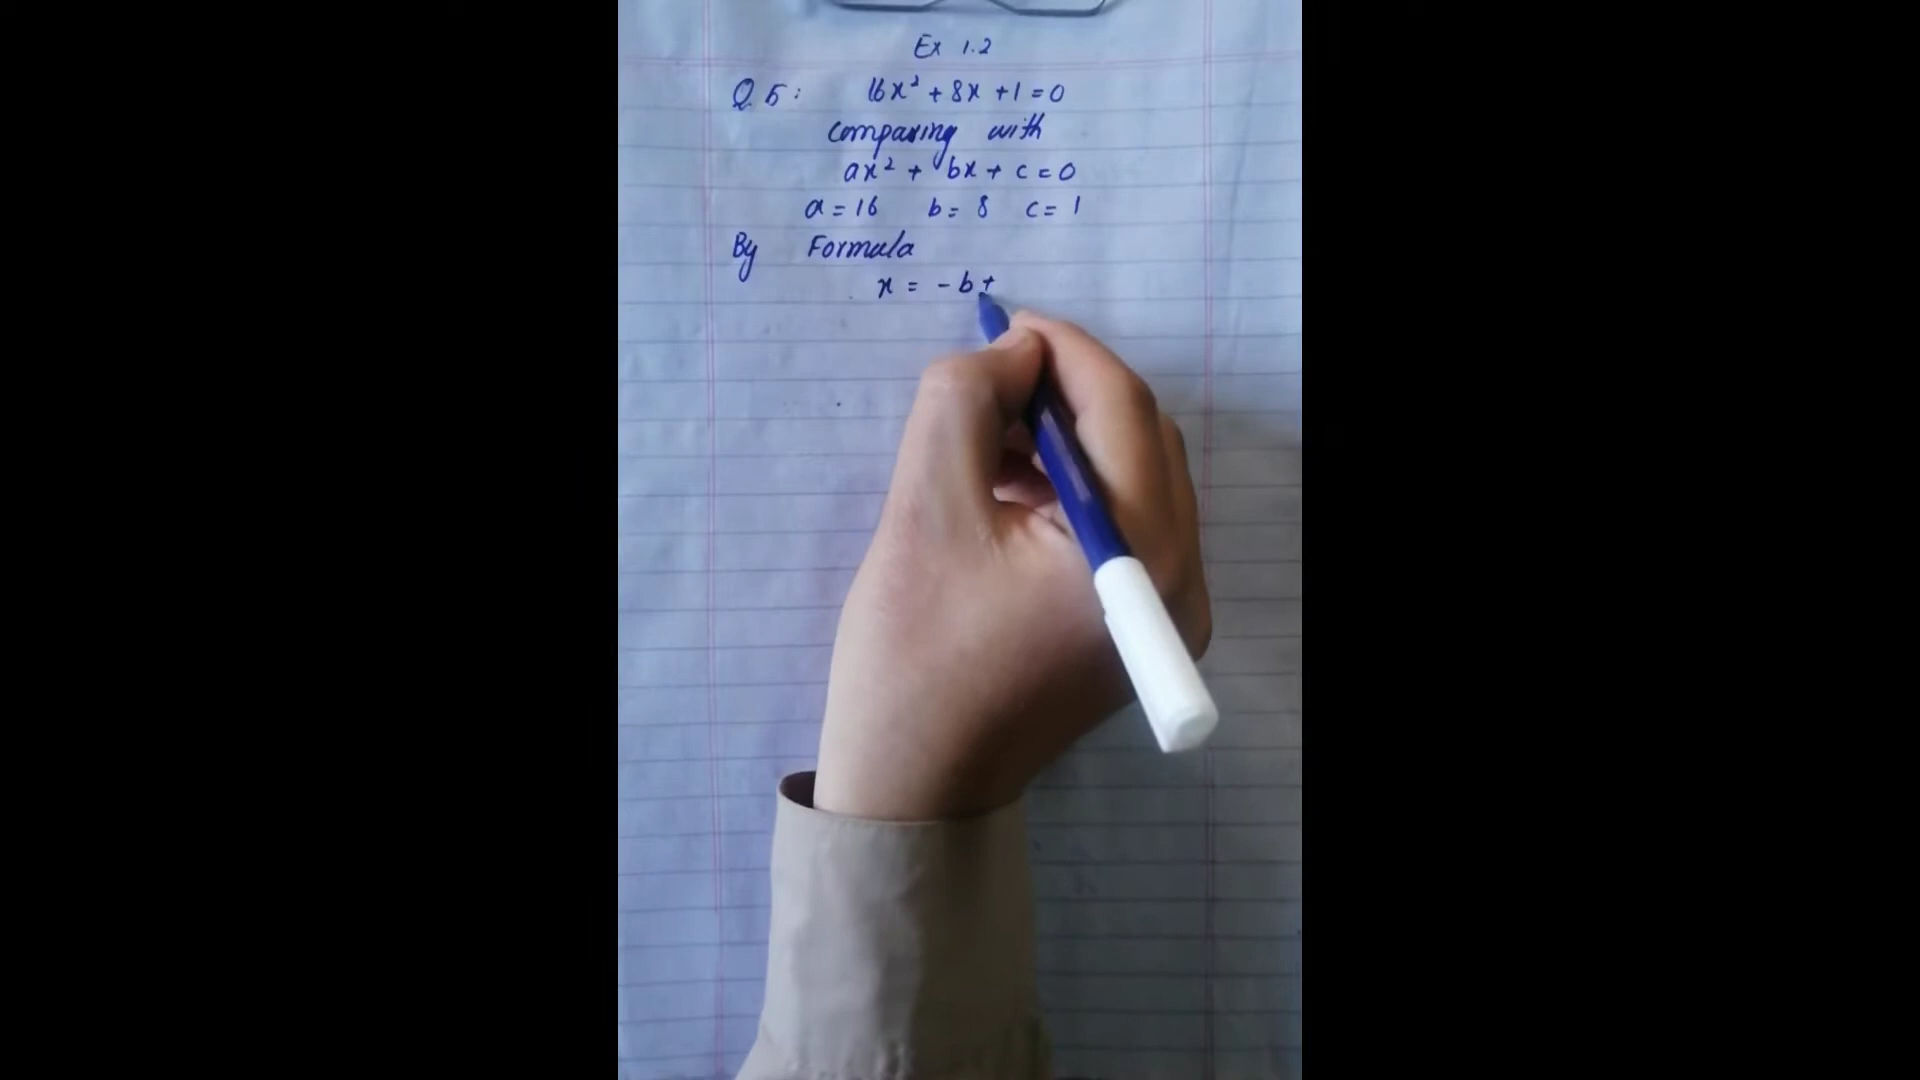 Ex 1.2
Q.5: 16x² + 8x + 1 = 0
Comparing with
ax² + bx + c = 0
a = 16 b = 8 c = 1
By Formula
x = - b +